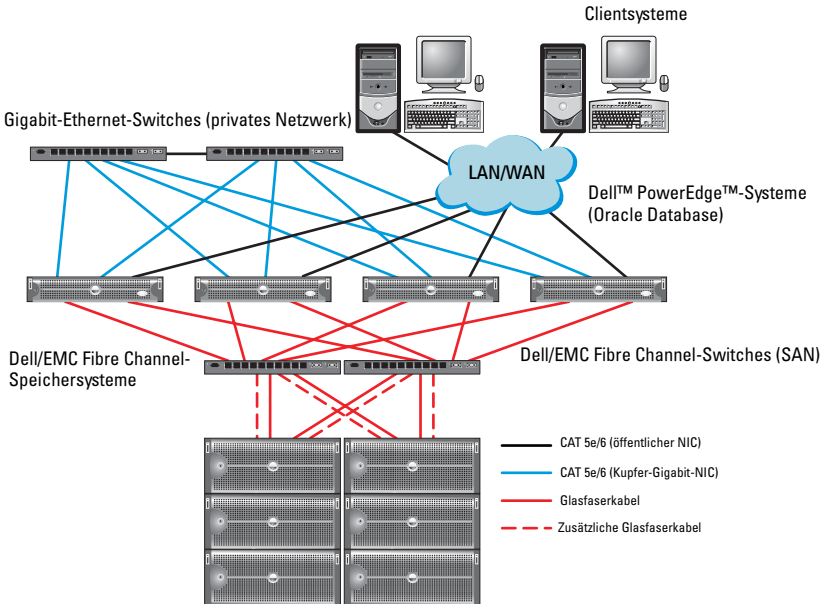 Clientsysteme
Gigabit-Ethernet-Switches (privates Netzwerk)
LAN/WAN
Dell™ PowerEdge™-Systeme
(Oracle Database)
Dell/EMC Fibre Channel-
Speichersysteme
Dell/EMC Fibre Channel-Switches (SAN)
CAT 5e/6 (öffentlicher NIC)
CAT 5e/6 (Kupfer-Gigabit-NIC)
Glasfaserkabel
Zusätzliche Glasfaserkabel